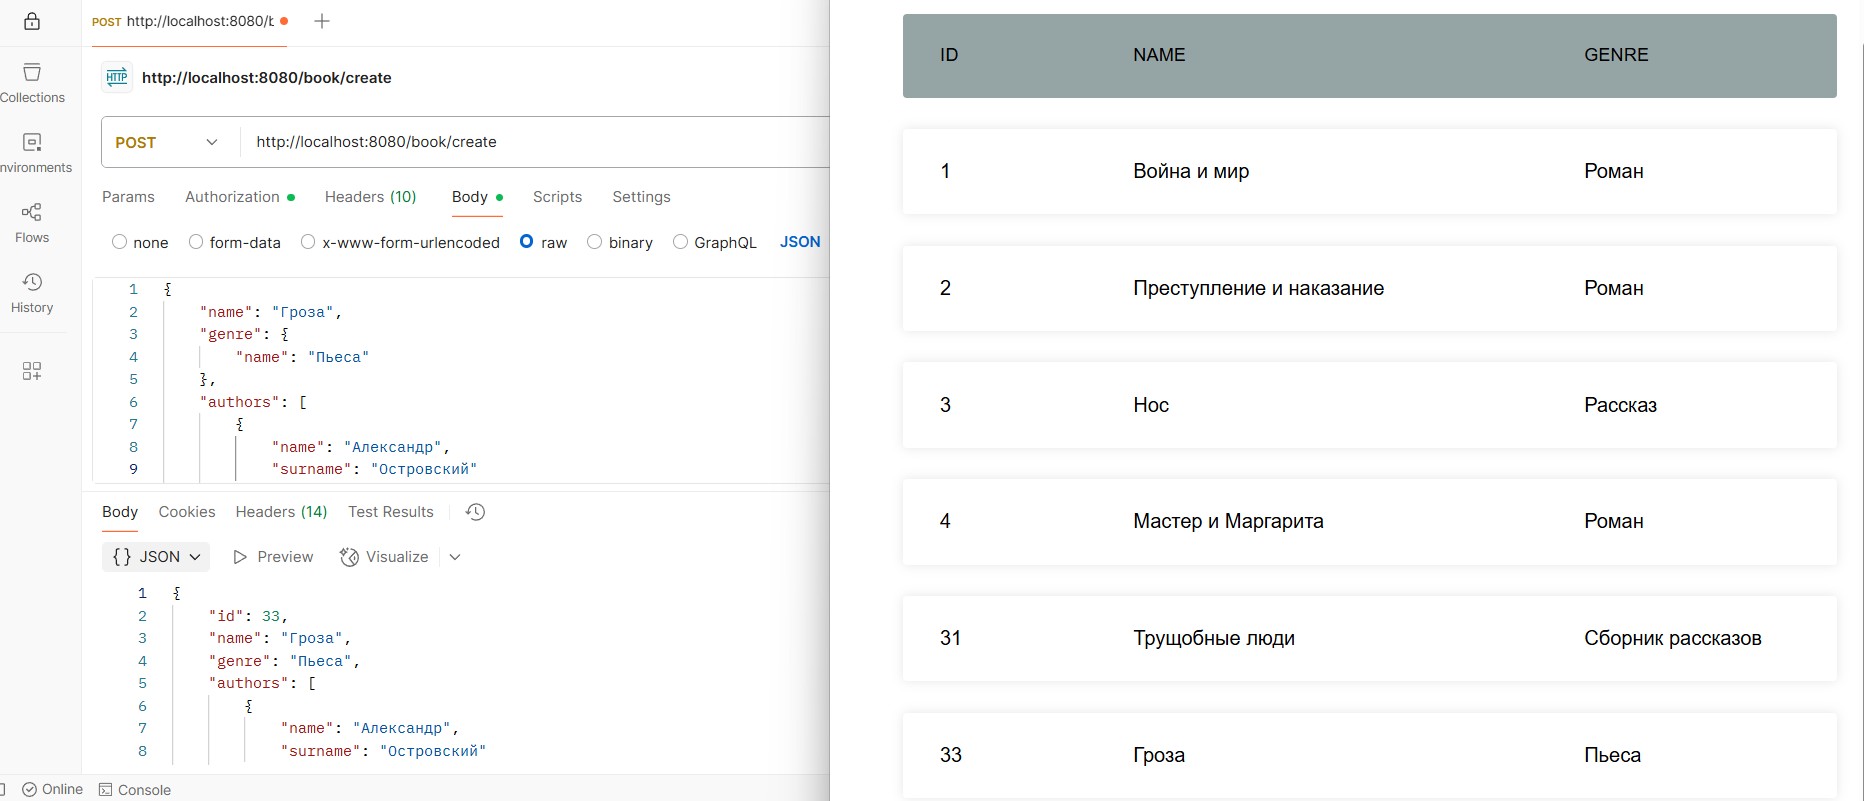 POST http://localhost:8080/b
http://localhost:8080/book/create
POST http://localhost:8080/book/create
Params Authorization Headers (10) Body Scripts Settings
none form-data x-www-form-urlencoded raw binary GraphQL JSON
1 {
2 "name": "Гроза",
3 "genre": {
4 "name": "Пьеса"
5 },
6 "authors": [
7 {
8 "name": "Александр",
9 "surname": "Островский"
Body Cookies Headers (14) Test Results
{} JSON Preview Visualize
1 {
2 "id": 33,
3 "name": "Гроза",
4 "genre": "Пьеса",
5 "authors": [
6 {
7 "name": "Александр",
8 "surname": "Островский"
Collections
nvironments
Flows
History
Online Console
HTTP
ID NAME GENRE
1 Война и мир Роман
2 Преступление и наказание Роман
3 Нос Рассказ
4 Мастер и Маргарита Роман
31 Трущобные люди Сборник рассказов
33 Гроза Пьеса